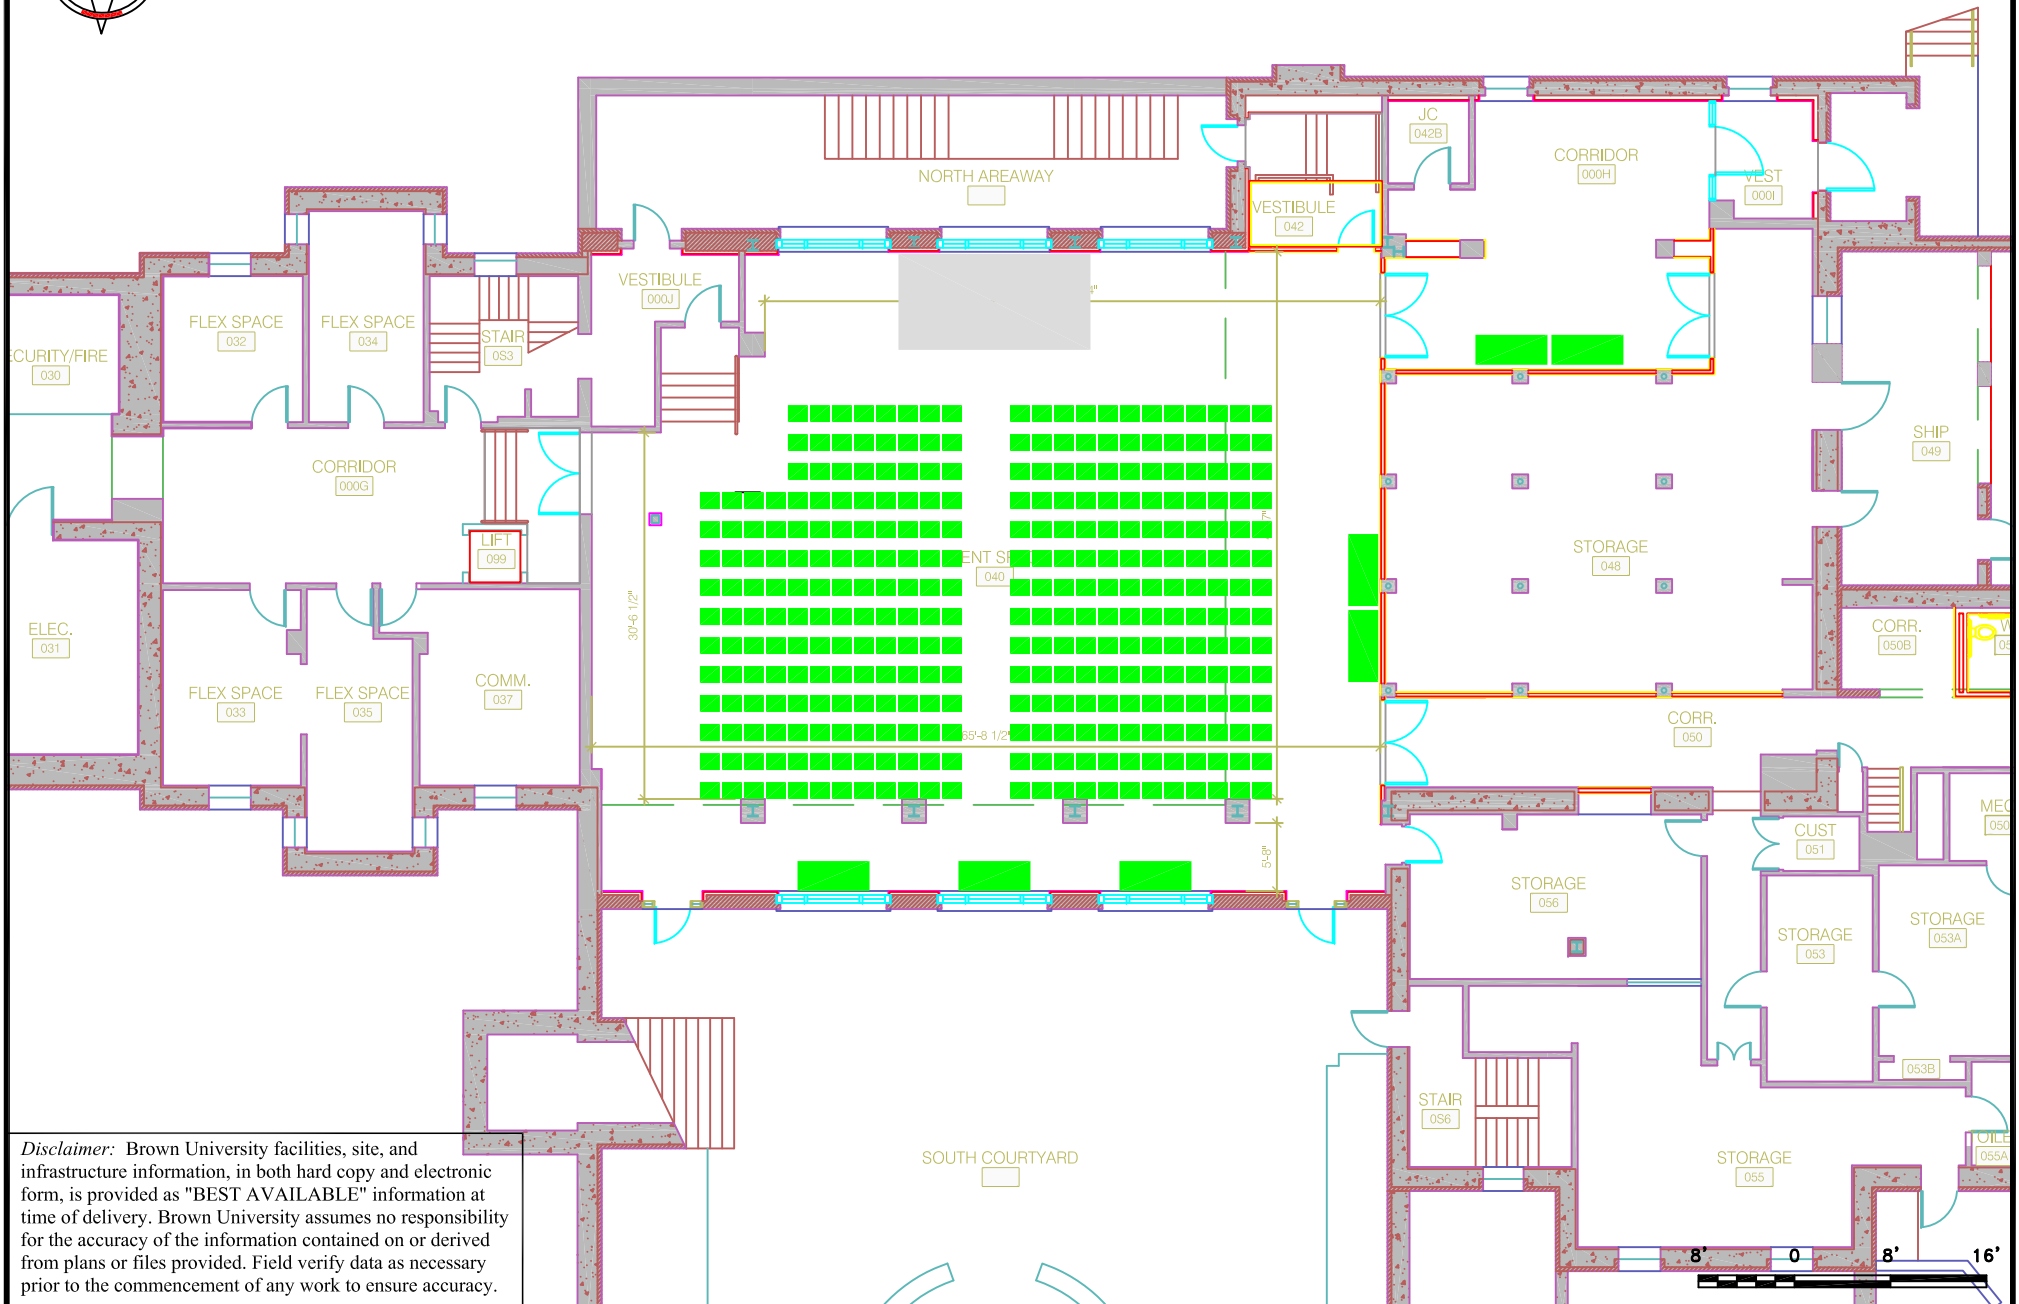 NORTH AREAWAY
JC
042B
CORRIDOR
000H
VEST
000I
VESTIBULE
042
VESTIBULE
000J
FLEX SPACE
032
FLEX SPACE
034
STAIR
0S3
030
CORRIDOR
000G
LIFT
099
SHIP
049
STORAGE
048
040
30'-6 1/2"
ELEC.
031
CORR.
050B
FLEX SPACE
033
FLEX SPACE
035
COMM.
037
CORR.
050
65'-8 1/2"
CUST
051
5'-8"
STORAGE
056
STORAGE
053
STORAGE
053A
053B
STAIR
0S6
SOUTH COURTYARD
STORAGE
055
055A
Disclaimer: Brown University facilities, site, and
infrastructure information, in both hard copy and electronic
form, is provided as "BEST AVAILABLE" information at
time of delivery. Brown University assumes no responsibility
for the accuracy of the information contained on or derived
from plans or files provided. Field verify data as necessary
prior to the commencement of any work to ensure accuracy.
8' 0 8' 16'